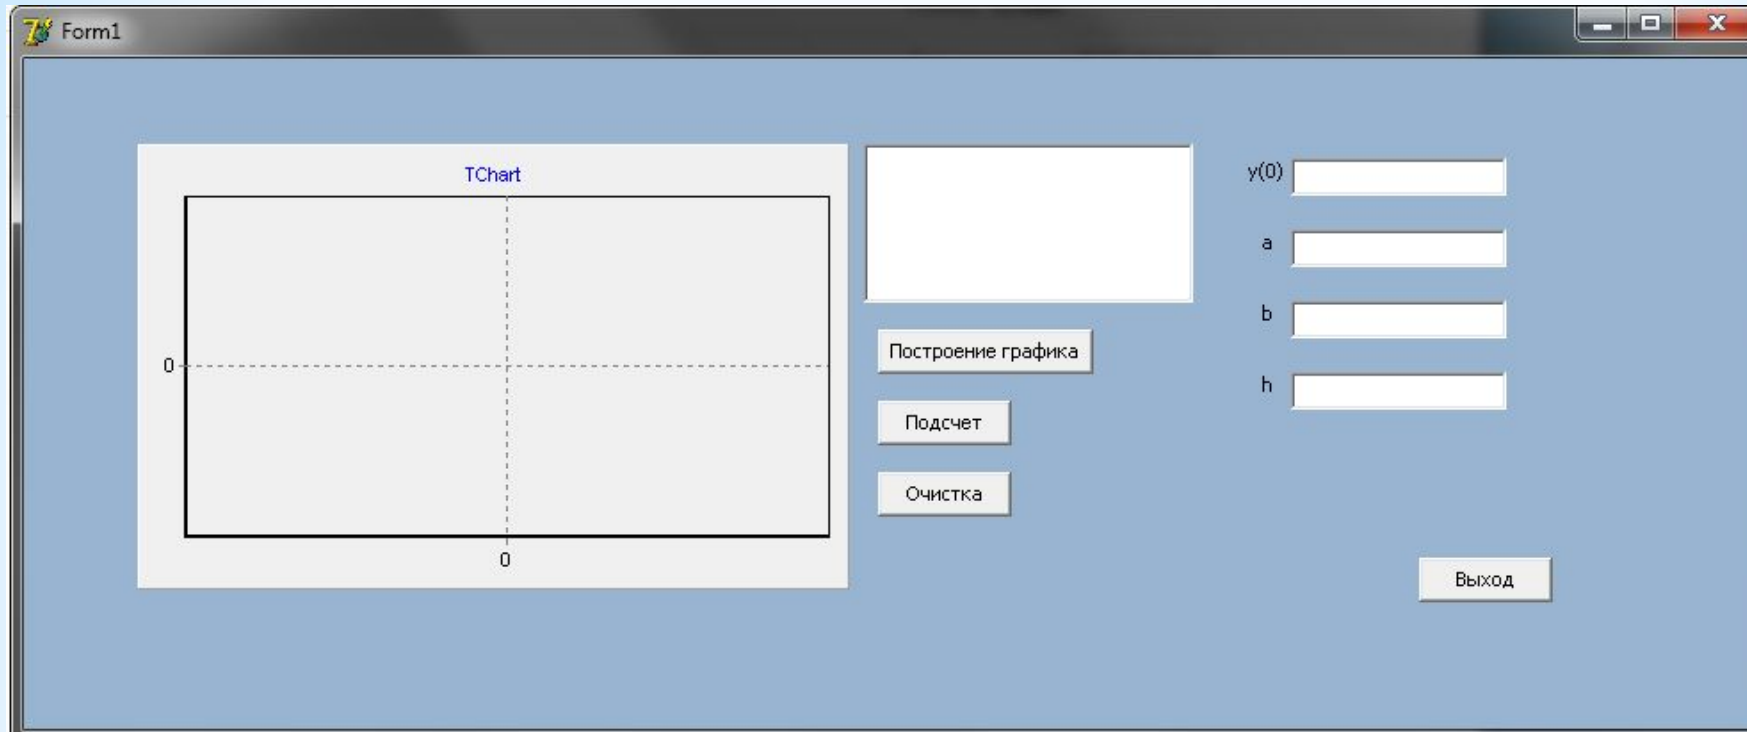 Form1
TChart
0
0
Построение графика
Подсчет
Очистка
y(0)
a
b
h
Выход